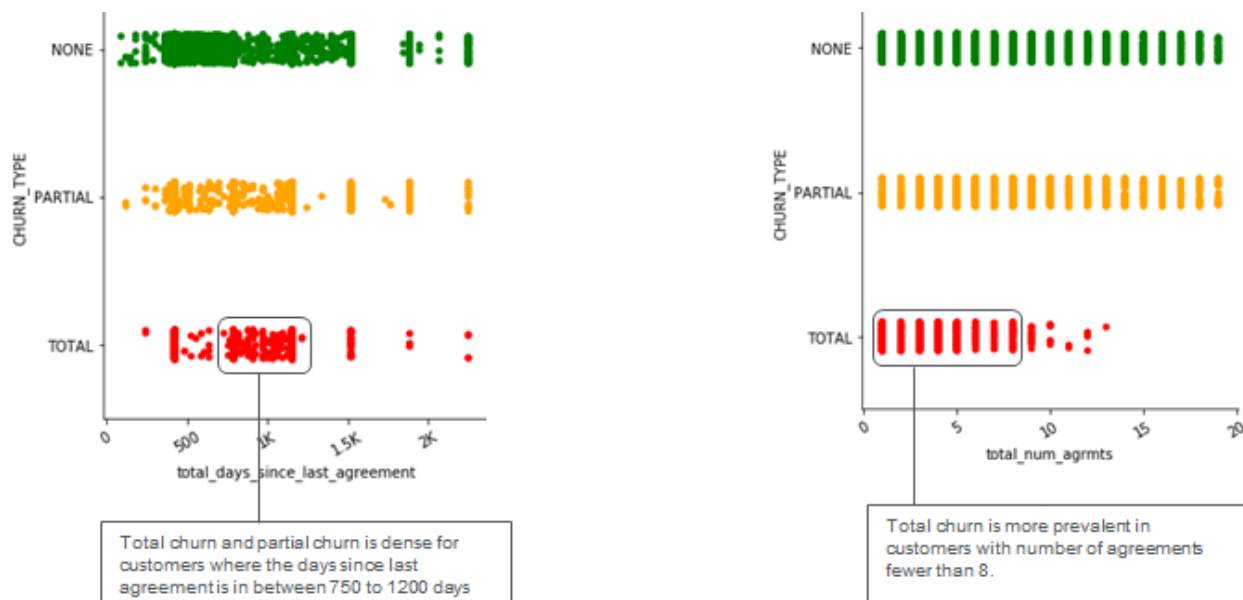 NONE
PARTIAL
TOTAL
CHURN_TYPE
0
500
1K
1.5K
2K
total_days_since_last_agreement
Total churn and partial churn is dense for
customers where the days since last
agreement is in between 750 to 1200 days
NONE
PARTIAL
TOTAL
CHURN_TYPE
0
5
10
15
20
total_num_agrmts
Total churn is more prevalent in
customers with number of agreements
fewer than 8.